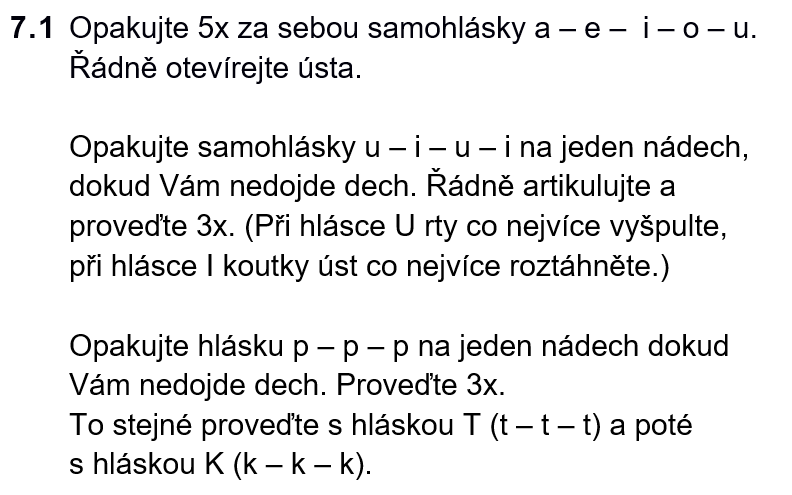 7.1 Opakujte 5x za sebou samohlásky a – e – i – o – u.
Řádně otevírejte ústa.
Opakujte samohlásky u – i – u – i na jeden nádech,
dokud Vám nedojde dech. Řádně artikulujte a
proveďte 3x. (Při hlásce U rty co nejvíce vyšpulte,
při hlásce I koutky úst co nejvíce roztáhněte.)
Opakujte hlásku p – p – p na jeden nádech dokud
Vám nedojde dech. Proveďte 3x.
To stejné proveďte s hláskou T (t – t – t) a poté
s hláskou K (k – k – k).